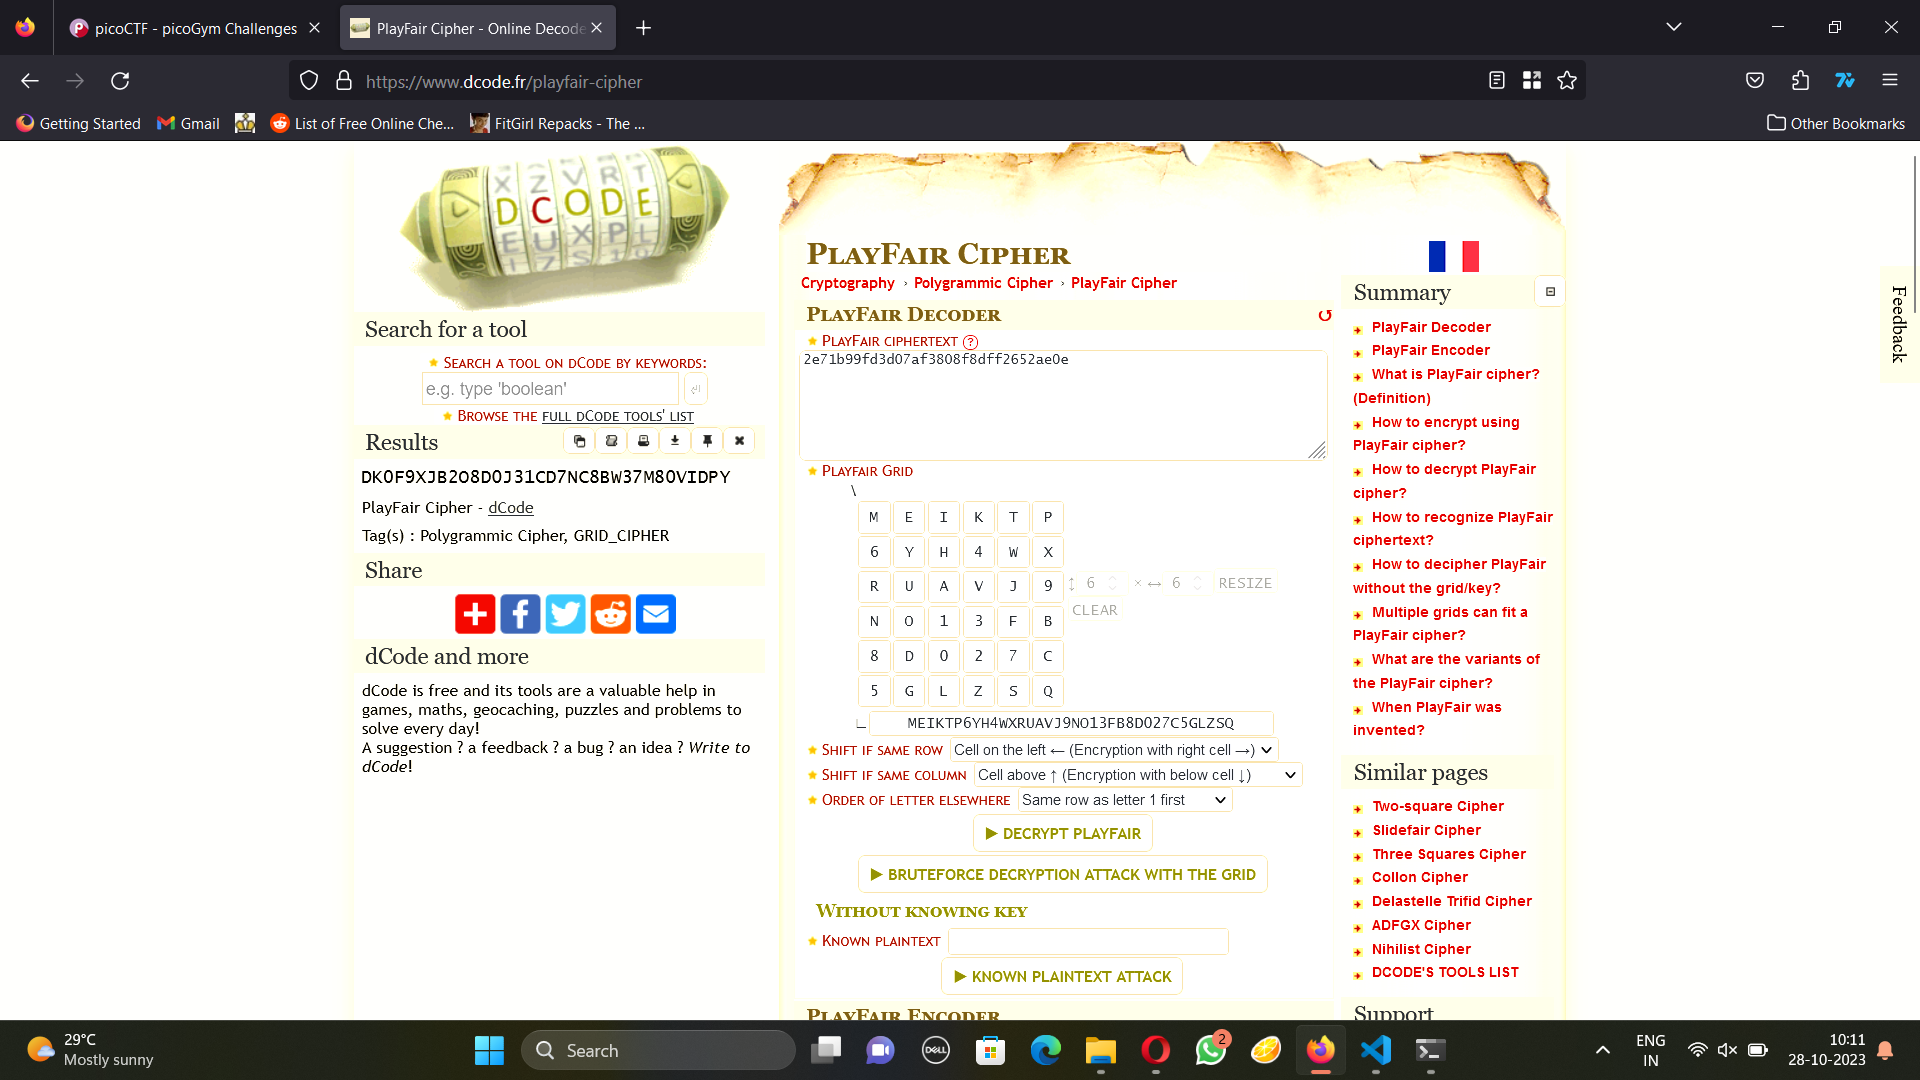 picoCTF - picoGym Challenges
PlayFair Cipher - Online Decode
https://www.dcode.fr/playfair-cipher
Getting Started
Gmail
List of Free Online Che...
FitGirl Repacks - The ...
Other Bookmarks
X Z V R T
D C O D E
E U X P L
Search for a tool
★ Search a tool on dCode by keywords:
e.g. type 'boolean'
★ Browse the full dCode tools' list
Results
DK0F9XJB2O8D0J31CD7NC8BW37M80VIDPY
PlayFair Cipher - dCode
Tag(s) : Polygrammic Cipher, GRID_CIPHER
Share
dCode and more
dCode is free and its tools are a valuable help in
games, maths, geocaching, puzzles and problems to
solve every day!
A suggestion ? a feedback ? a bug ? an idea ? Write to
dCode!
PlayFair Cipher
Cryptography › Polygrammic Cipher › PlayFair Cipher
PlayFair Decoder
↺
★ PlayFair ciphertext ?
2e71b99fd3d07af3808f8dff2652ae0e
★ Playfair Grid
\
M E I K T P
6 Y H 4 W X
R U A V J 9
N O 1 3 F B
8 D 0 2 7 C
5 G L Z S Q
↕ 6 × ↔ 6 RESIZE
CLEAR
MEIKTP6YH4WXRUAVJ9NO13FB8D027C5GLZSQ
★ Shift if same row Cell on the left ← (Encryption with right cell →)
★ Shift if same column Cell above ↑ (Encryption with below cell ↓)
★ Order of letter elsewhere Same row as letter 1 first
▶ DECRYPT PLAYFAIR
▶ BRUTEFORCE DECRYPTION ATTACK WITH THE GRID
Without knowing key
★ Known plaintext
▶ KNOWN PLAINTEXT ATTACK
PlayFair Encoder
Summary
PlayFair Decoder
PlayFair Encoder
What is PlayFair cipher?
(Definition)
How to encrypt using
PlayFair cipher?
How to decrypt PlayFair
cipher?
How to recognize PlayFair
ciphertext?
How to decipher PlayFair
without the grid/key?
Multiple grids can fit a
PlayFair cipher?
What are the variants of
the PlayFair cipher?
When PlayFair was
invented?
Similar pages
Two-square Cipher
Slidefair Cipher
Three Squares Cipher
Collon Cipher
Delastelle Trifid Cipher
ADFGX Cipher
Nihilist Cipher
DCODE'S TOOLS LIST
Support
Feedback
29°C
Mostly sunny
Search
DELL
2
ENG
IN
10:11
28-10-2023